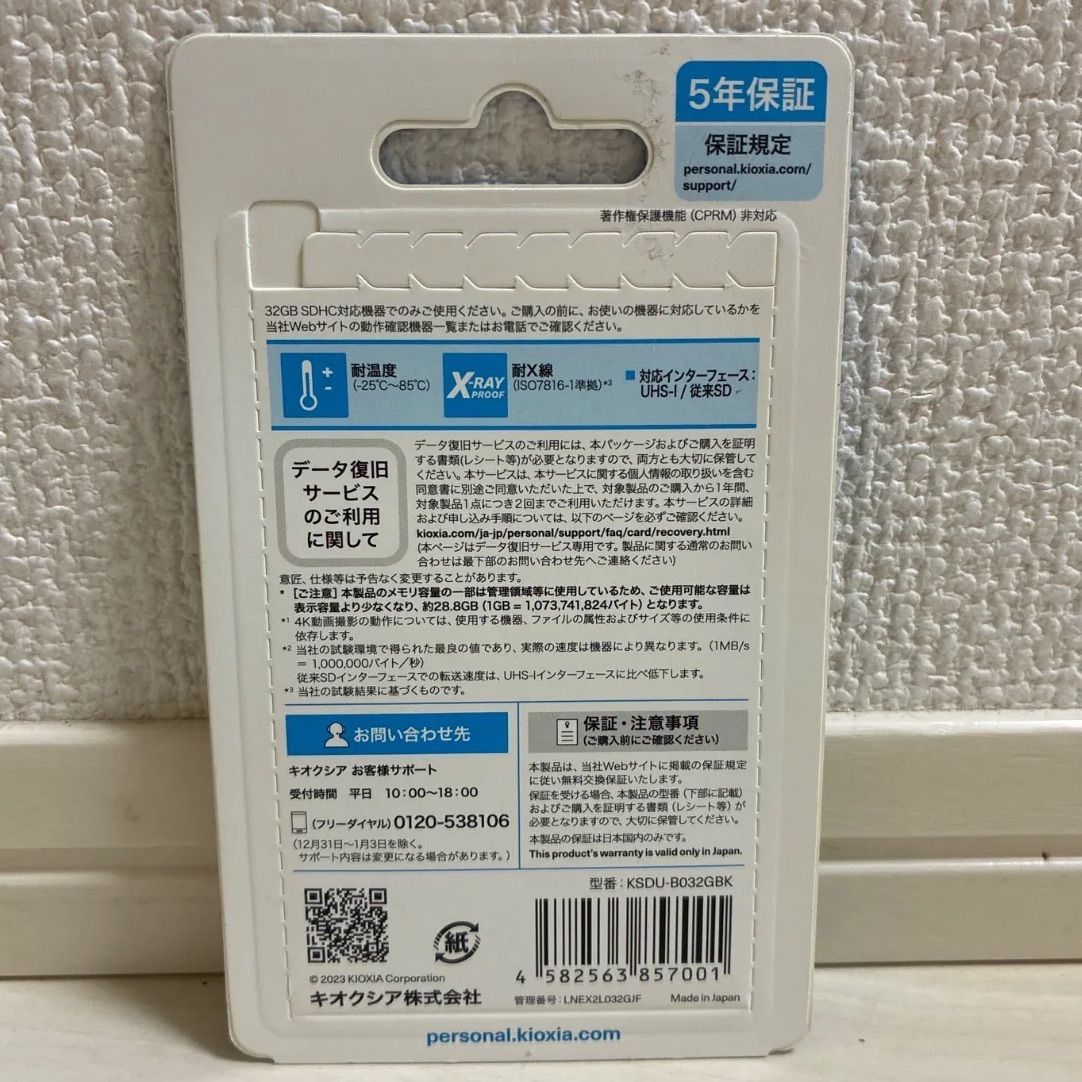 5年保証
保証規定
personal.kioxia.com/
support/
著作権保護機能 (CPRM) 非対応
32GB SDHC対応機器でのみご使用ください。ご購入の前に、お使いの機器に対応しているかを
当社Webサイトの動作確認機器一覧またはお電話でご確認ください。
耐温度
(-25℃〜85℃)
X-RAY
PROOF
耐X線
(ISO7816-1準拠)*3
■ 対応インターフェース：
UHS-I / 従来SD
データ復旧
サービス
のご利用
に関して
データ復旧サービスのご利用には、本パッケージおよびご購入を証明
する書類(レシート等)が必要となりますので、両方とも大切に保管して
ください。本サービスは、本サービスに関する個人情報の取り扱いを含む
同意書に別途ご同意いただいた上で、対象製品のご購入から1年間、
対象製品1点につき2回までご利用いただけます。本サービスの詳細
および申し込み手順については、以下のページを必ずご確認ください。
kioxia.com/ja-jp/personal/support/faq/card/recovery.html
(本ページはデータ復旧サービス専用です。製品に関する通常のお問い
合わせは最下部のお問い合わせ先へご連絡ください)
意匠、仕様等は予告なく変更することがあります。
* [ご注意] 本製品のメモリ容量の一部は管理領域等に使用しているため、ご使用可能な容量は
表示容量より少なくなり、約28.8GB (1GB = 1,073,741,824バイト) となります。
*1 4K動画撮影の動作については、使用する機器、ファイルの属性およびサイズ等の使用条件に
依存します。
*2 当社の試験環境で得られた最良の値であり、実際の速度は機器により異なります。(1MB/s
= 1,000,000バイト/秒)
従来SDインターフェースでの転送速度は、UHS-Iインターフェースに比べ低下します。
*3 当社の試験結果に基づくものです。
お問い合わせ先
キオクシア お客様サポート
受付時間 平日 10：00〜18：00
(フリーダイヤル) 0120-538106
(12月31日〜1月3日を除く。
サポート内容は変更になる場合があります。)
保証・注意事項
(ご購入前にご確認ください)
本製品は、当社Webサイトに掲載の保証規定
に従い無料交換保証いたします。
保証を受ける場合、本製品の型番 (下部に記載)
およびご購入を証明する書類 (レシート等) が
必要となりますので、大切に保管してください。
本製品の保証は日本国内のみです。
This product's warranty is valid only in Japan.
型番：KSDU-B032GBK
紙
4 582563 857001
© 2023 KIOXIA Corporation
キオクシア株式会社
管理番号：LNEX2L032GJF Made in Japan
personal.kioxia.com